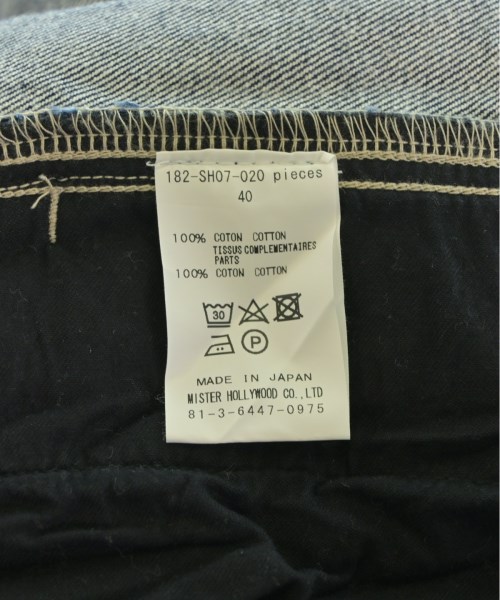 182-SH07-020 pieces
40
100% COTON COTTON
TISSUS COMPLEMENTAIRES
PARTS
100% COTON COTTON
30
P
MADE IN JAPAN
MISTER HOLLYWOOD CO.,LTD
81-3-6447-0975